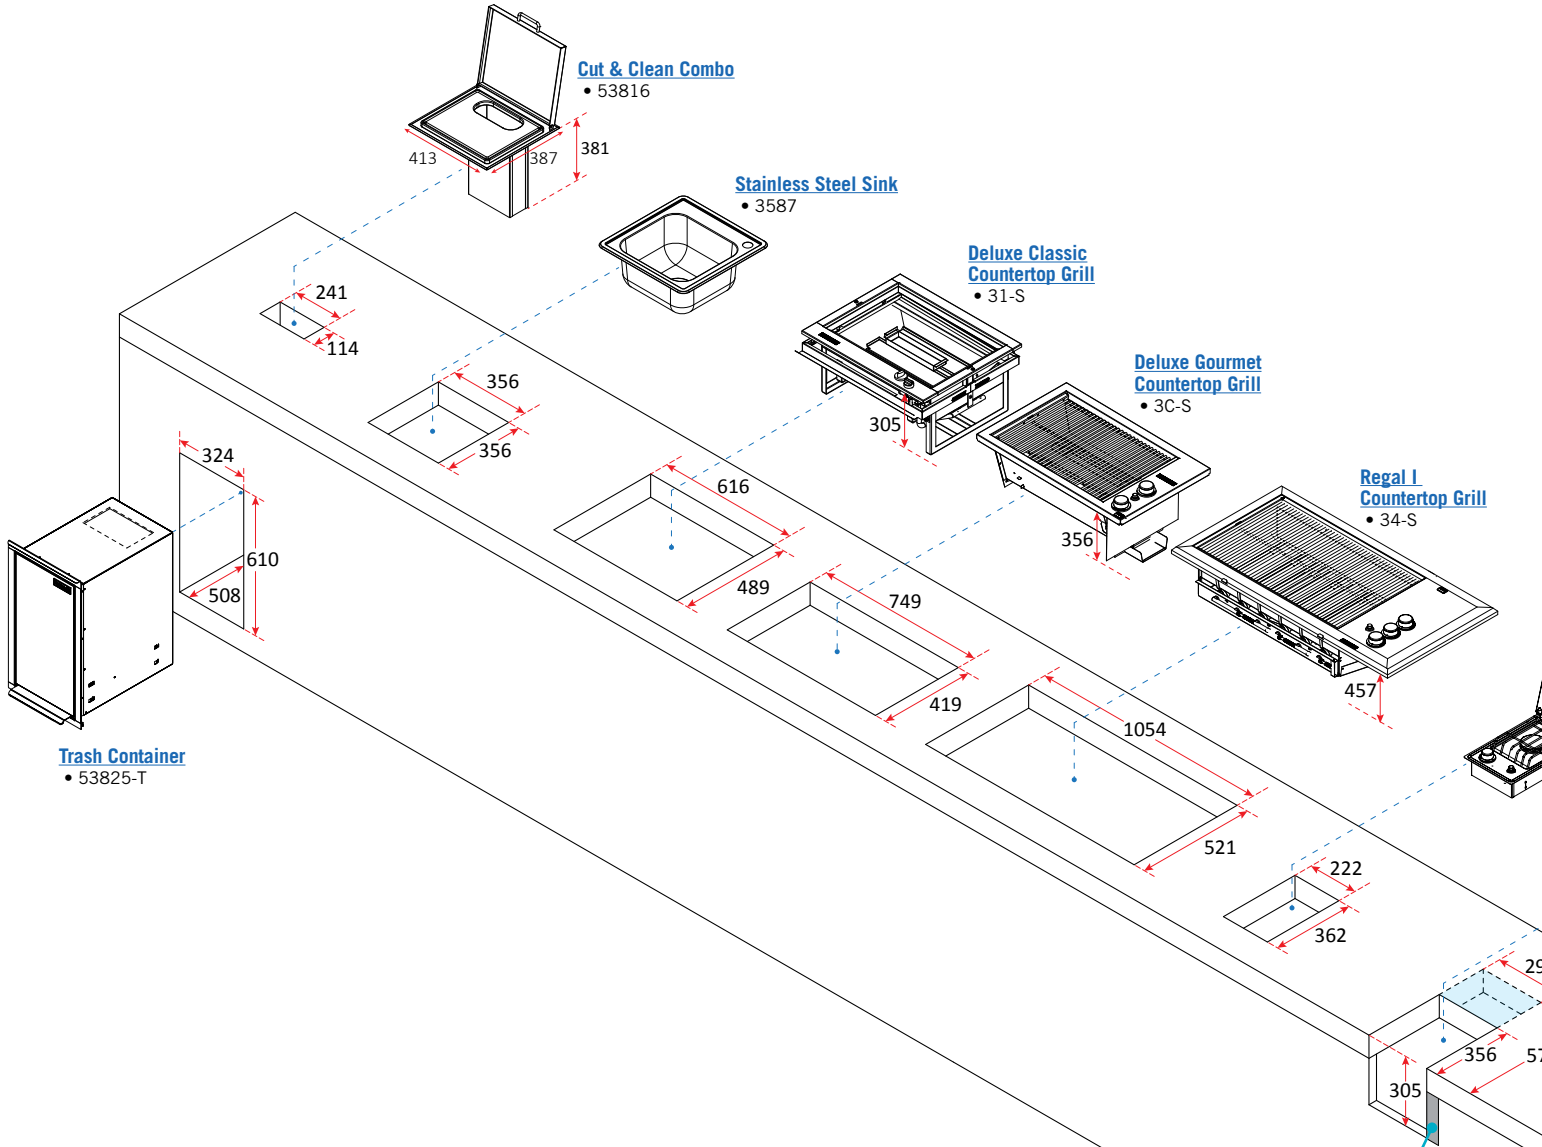 Cut & Clean Combo
• 53816
413
387
381
Stainless Steel Sink
• 3587
Deluxe Classic
Countertop Grill
• 31-S
305
Deluxe Gourmet
Countertop Grill
• 3C-S
356
Regal I
Countertop Grill
• 34-S
457
241
114
356
356
616
489
749
419
1054
521
222
362
324
610
508
Trash Container
• 53825-T
29
356
57
305